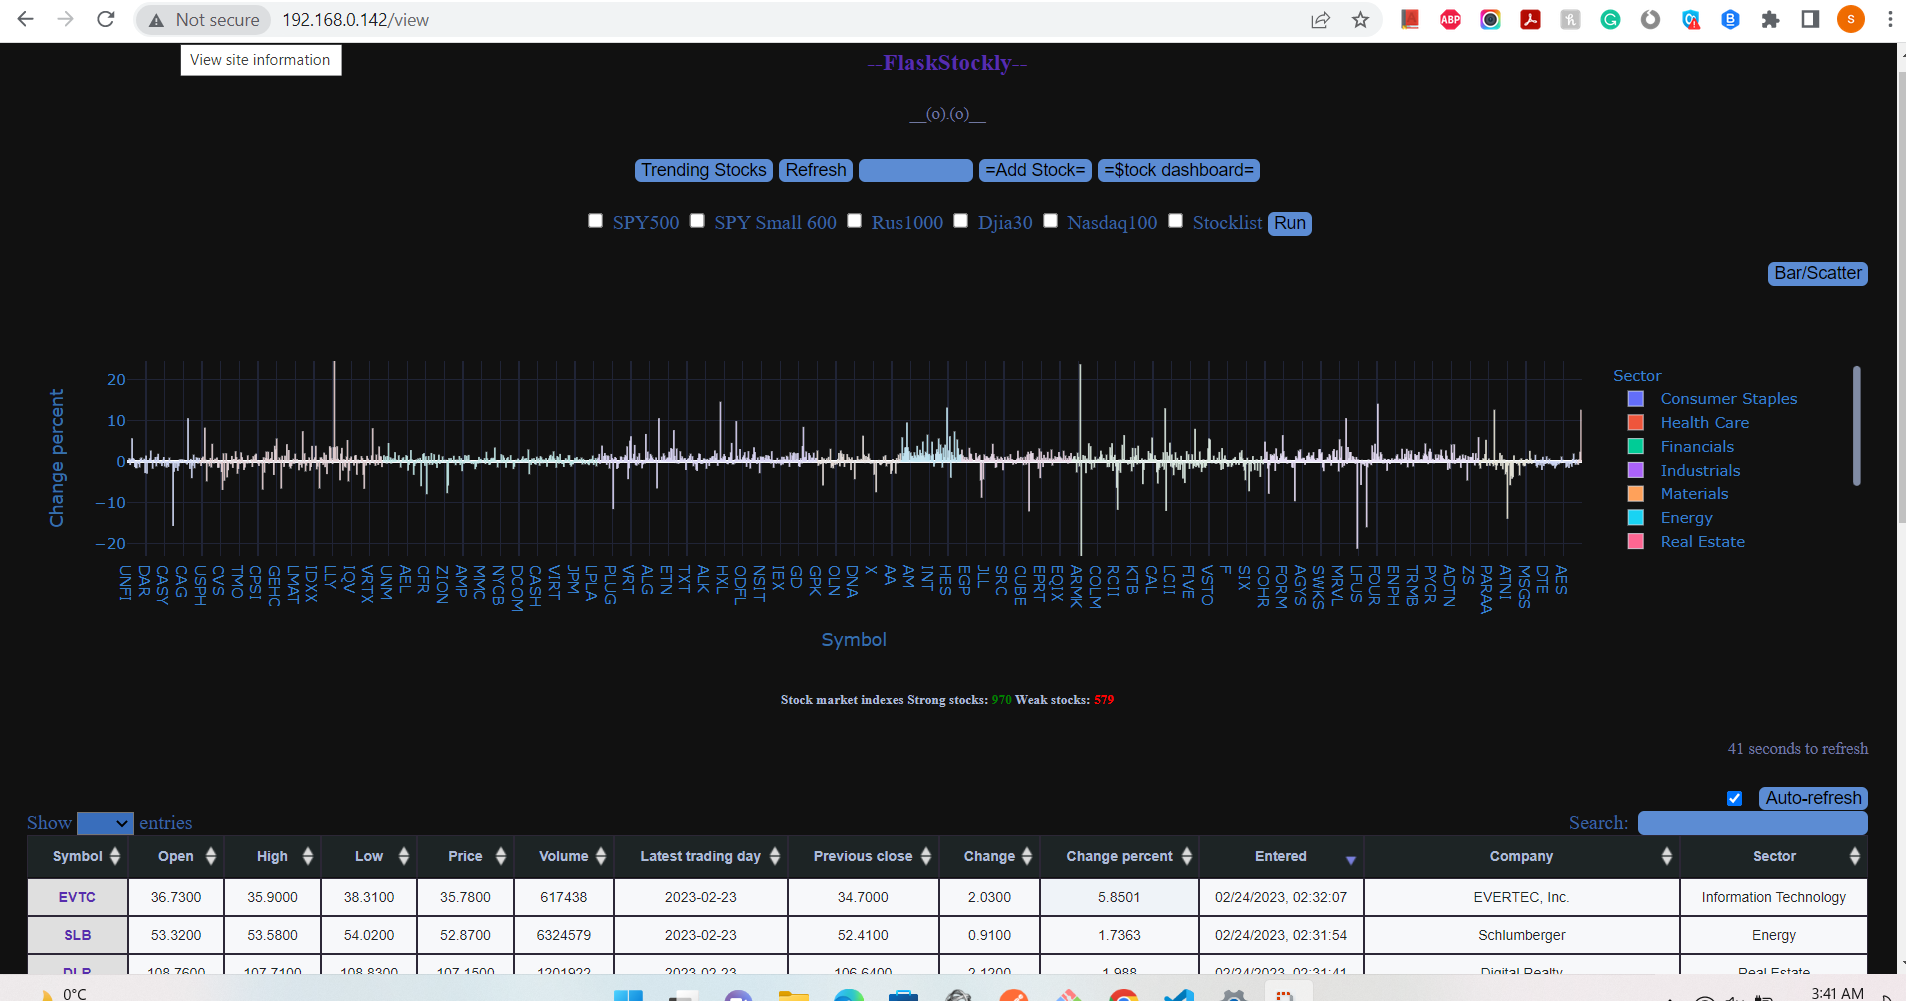 Not secure 192.168.0.142/view
View site information
--FlaskStockly--
__(o).(o)__
Trending Stocks Refresh =Add Stock= =$tock dashboard=
SPY500 SPY Small 600 Rus1000 Djia30 Nasdaq100 Stocklist Run
Bar/Scatter
Change percent
20
10
0
−10
−20
UNFI DAR CASY CAG USPH CVS TMO CPSI GEHC LMAT IDXX LLY IQV VRTX UNM AEL CFR ZION AMP MMC NYCB DCOM CASH VIRT JPM LPLA PLUG VRT ALG ETN TXT ALK HXL ODFL NSIT IEX GD GPK OLN DNA X AA AM INT HES EGP JLL SRC CUBE EPRT EQIX ARMK COLM RCII KTB CAL LCII FIVE VSTO F SIX COHR FORM AGYS SWKS MRVL LFUS FOUR ENPH TRMB PYCR ADTN ZS PARAA ATNI MSGS DTE AES
Symbol
Sector
Consumer Staples
Health Care
Financials
Industrials
Materials
Energy
Real Estate
Stock market indexes Strong stocks: 970 Weak stocks: 579
41 seconds to refresh
Auto-refresh
Show entries Search:
Symbol Open High Low Price Volume Latest trading day Previous close Change Change percent Entered Company Sector
EVTC 36.7300 35.9000 38.3100 35.7800 617438 2023-02-23 34.7000 2.0300 5.8501 02/24/2023, 02:32:07 EVERTEC, Inc. Information Technology
SLB 53.3200 53.5800 54.0200 52.8700 6324579 2023-02-23 52.4100 0.9100 1.7363 02/24/2023, 02:31:54 Schlumberger Energy
DLR 108.7600 107.7100 108.8300 107.1500 1201922 2023-02-23 106.6400 2.1200 1.988 02/24/2023, 02:31:41 Digital Realty Real Estate
0°C 3:41 AM